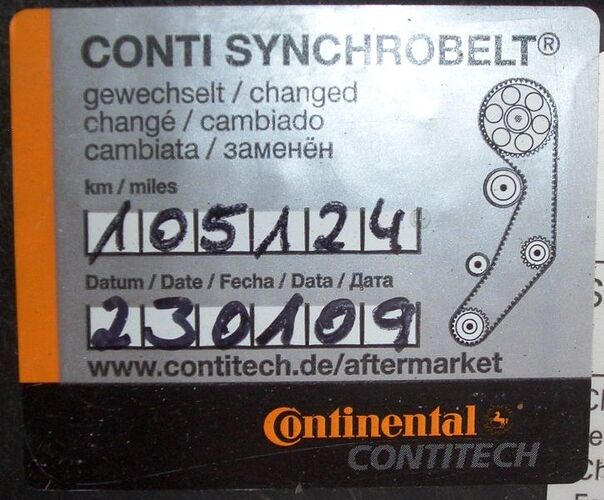 CONTI SYNCHROBELT®
gewechselt / changed
changé / cambiado
cambiata / заменён
km / miles
105124
Datum / Date / Fecha / Data / Дата
230109
www.contitech.de/aftermarket
Continental
CONTITECH